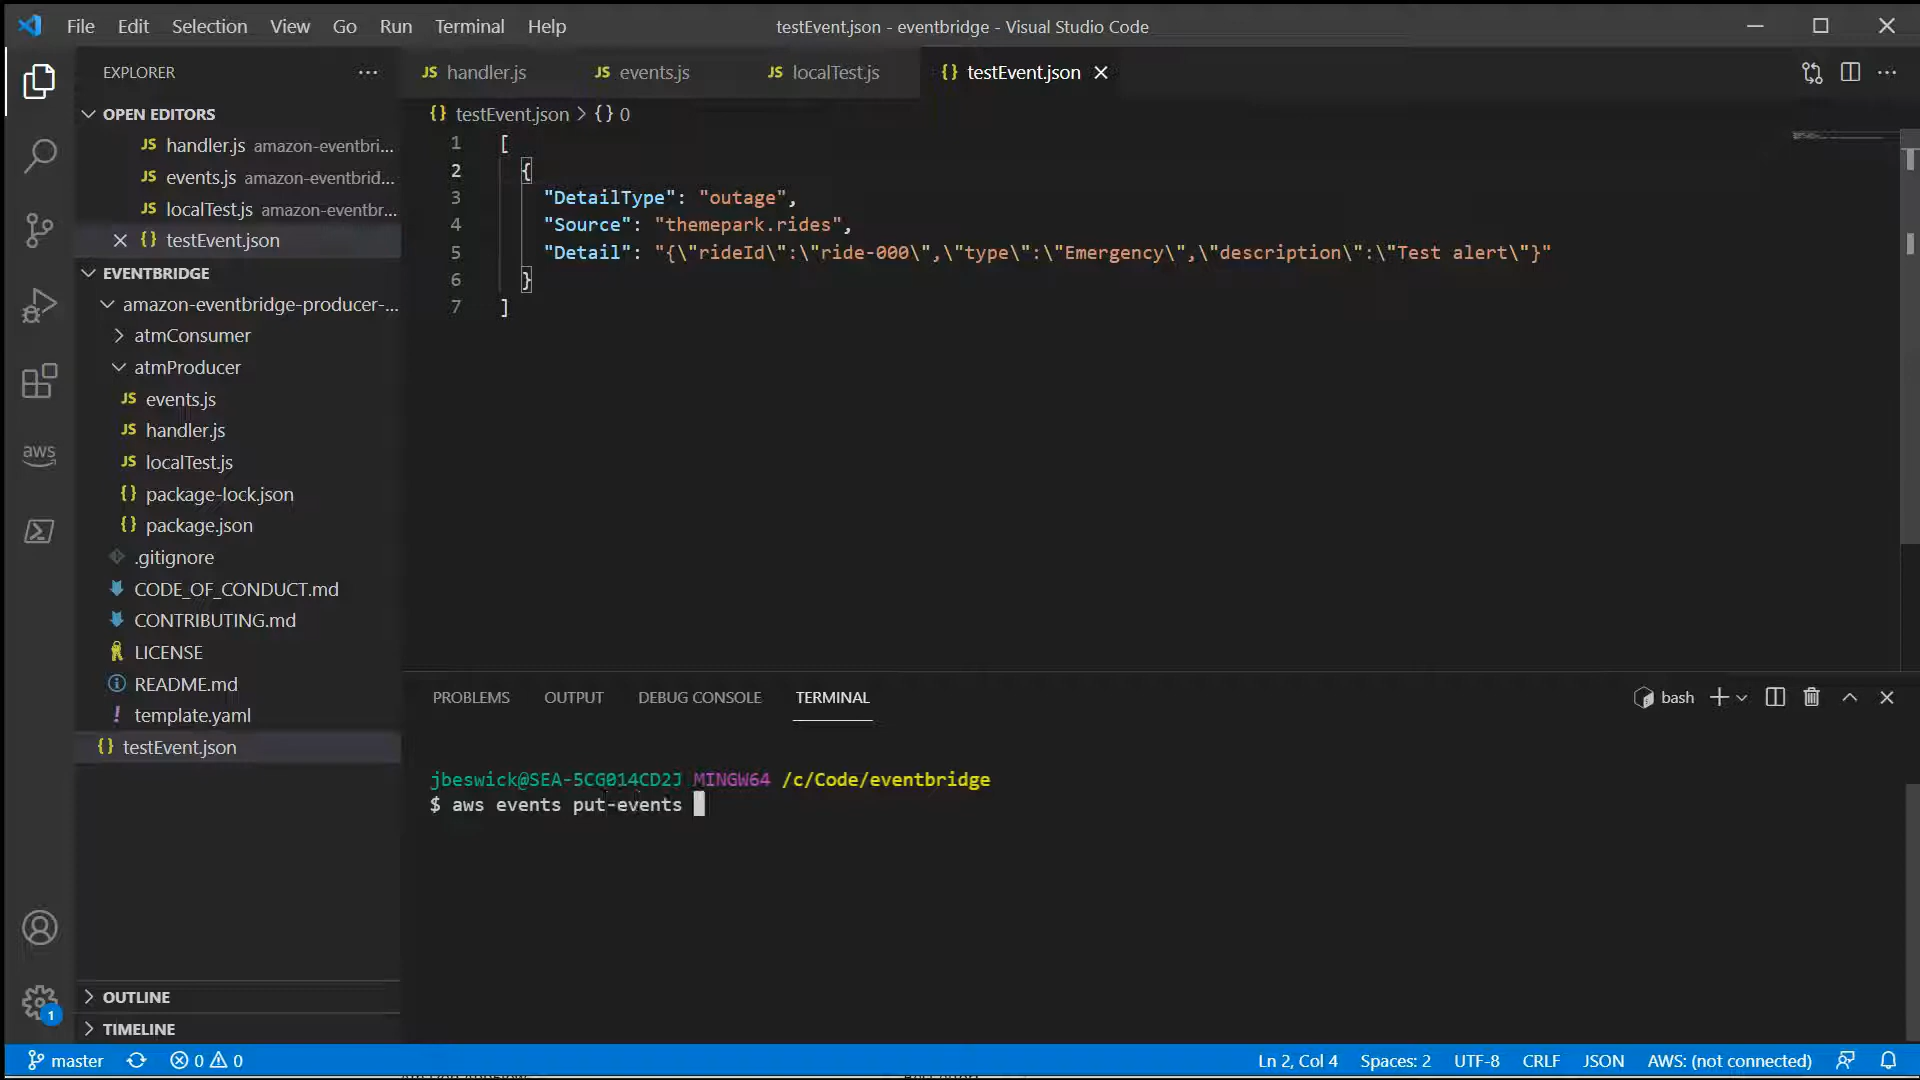 File Edit Selection View Go Run Terminal Help
testEvent.json - eventbridge - Visual Studio Code
EXPLORER
OPEN EDITORS
JS handler.js amazon-eventbri...
JS events.js amazon-eventbrid...
JS localTest.js amazon-eventbr...
{} testEvent.json
EVENTBRIDGE
amazon-eventbridge-producer-...
atmConsumer
atmProducer
JS events.js
JS handler.js
JS localTest.js
{} package-lock.json
{} package.json
.gitignore
CODE_OF_CONDUCT.md
CONTRIBUTING.md
LICENSE
README.md
! template.yaml
{} testEvent.json
OUTLINE
TIMELINE
aws
1
JS handler.js JS events.js JS localTest.js {} testEvent.json
{} testEvent.json > {} 0
1 [
2 {
3 "DetailType": "outage",
4 "Source": "themepark.rides",
5 "Detail": "{\"rideId\":\"ride-000\",\"type\":\"Emergency\",\"description\":\"Test alert\"}"
6 }
7 ]
PROBLEMS OUTPUT DEBUG CONSOLE TERMINAL
bash
jbeswick@SEA-5CG014CD2J MINGW64 /c/Code/eventbridge
$ aws events put-events
master 0 0
Ln 2, Col 4 Spaces: 2 UTF-8 CRLF JSON AWS: (not connected)